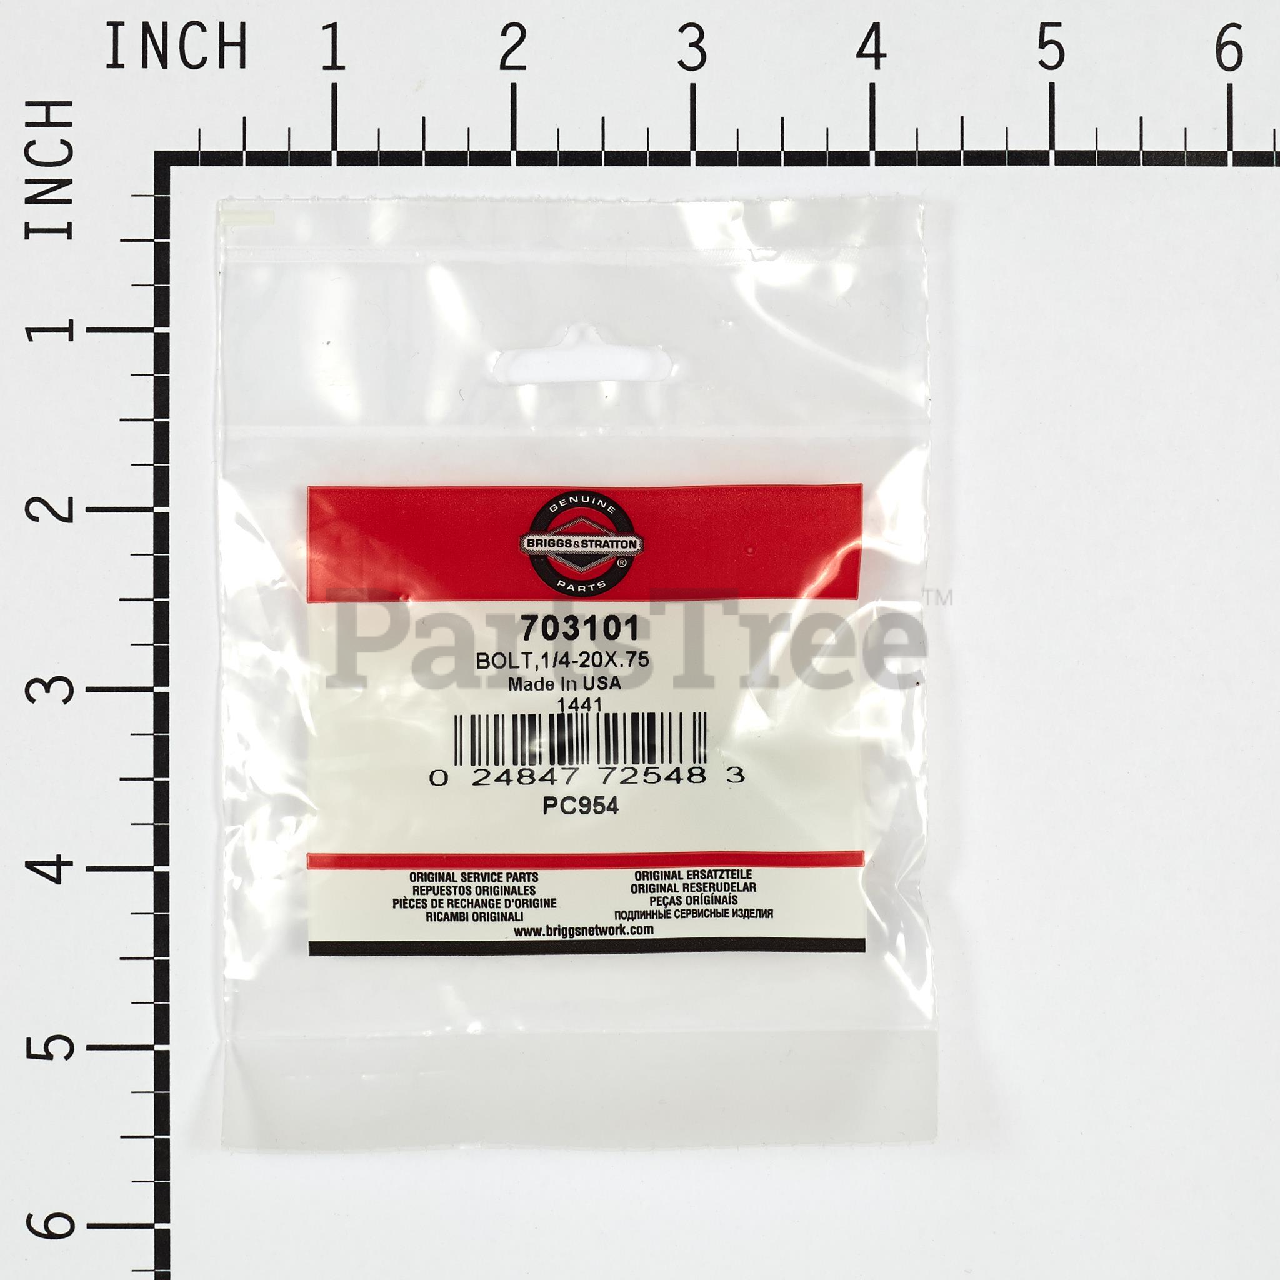 INCH 1 2 3 4 5 6
INCH 1 2 3 4 5 6
GENUINE
BRIGGS&STRATTON
®
PARTS
PartsTree™
703101
BOLT,1/4-20X.75
Made In USA
1441
0 24847 72548 3
PC954
ORIGINAL SERVICE PARTS
REPUESTOS ORIGINALES
PIÈCES DE RECHANGE D'ORIGINE
RICAMBI ORIGINALI
ORIGINAL ERSATZTEILE
ORIGINAL RESERUDELAR
PEÇAS ORIGÍNAIS
ПОДЛИННЫЕ СЕРВИСНЫЕ ИЗДЕЛИЯ
www.briggsnetwork.com